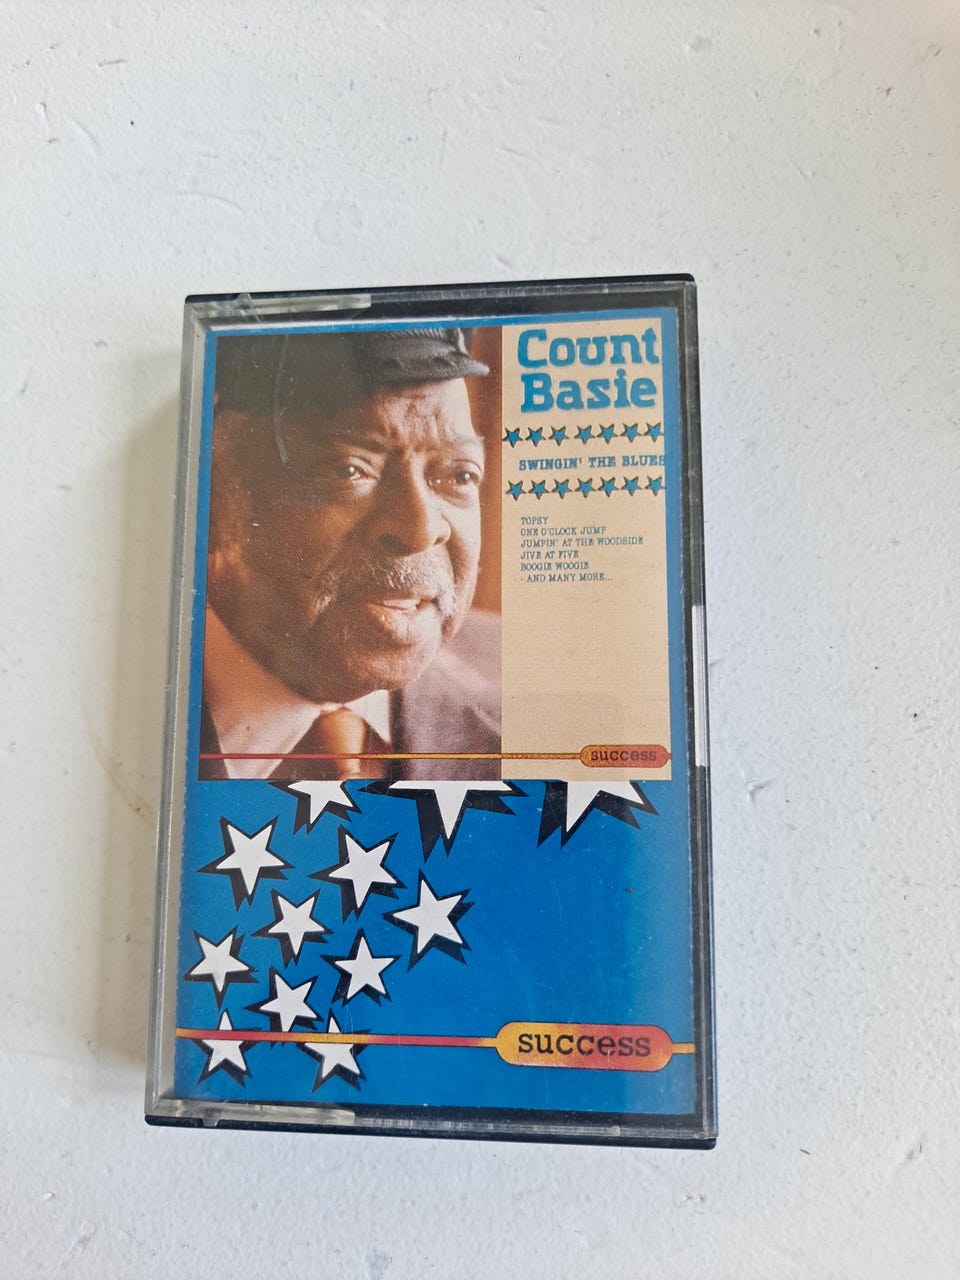 Count
Basie
SWINGIN' THE BLUES
TOPSY
ONE O'CLOCK JUMP
JUMPIN' AT THE WOODSIDE
JIVE AT FIVE
BOOGIE WOOGIE
- AND MANY MORE...
success
success